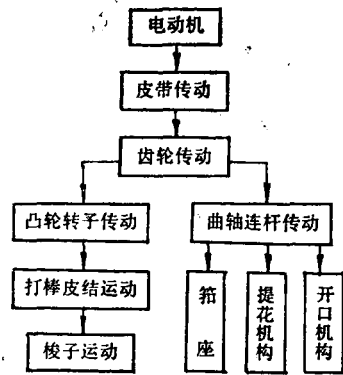 电动机
皮带传动
齿轮传动
凸轮转子传动
曲轴连杆传动
打棒皮结运动
梭子运动
筘座
提花机构
开口机构